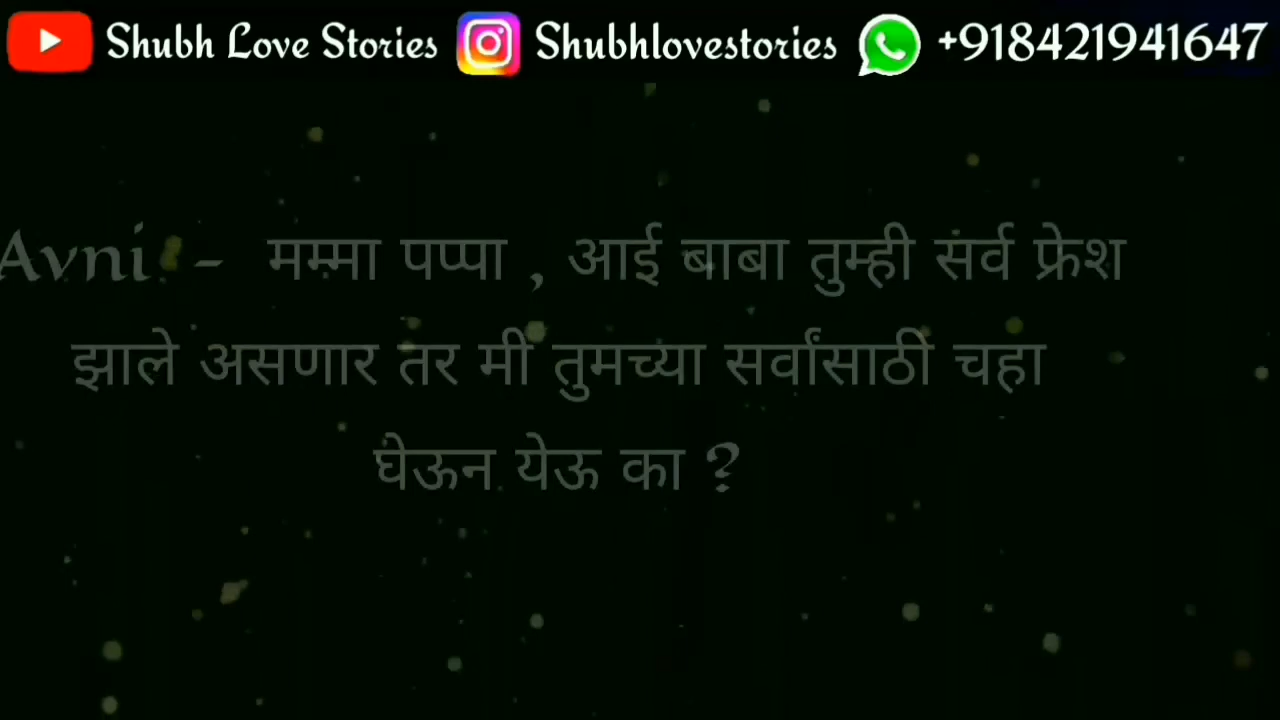 Shubh Love Stories Shubhlovestories +918421941647
Avni - मम्मा पप्पा , आई बाबा तुम्ही सर्व फ्रेश
झाले असणार तर मी तुमच्या सर्वांसाठी चहा
घेऊन येऊ का ?